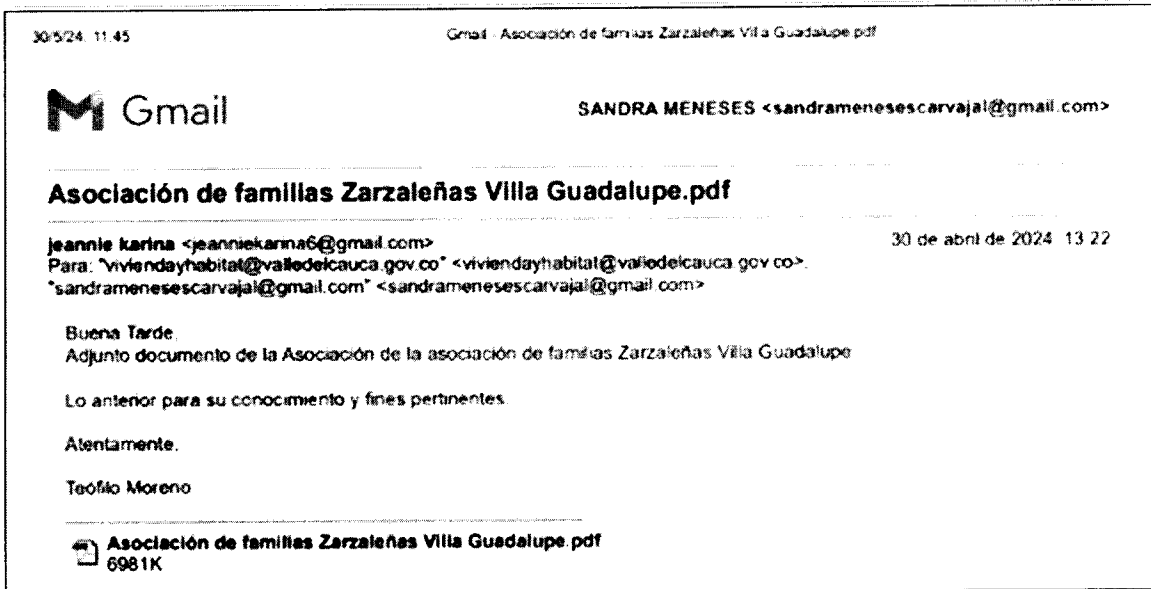 30/5/24, 11:45 Gmail - Asociación de familias Zarzaleñas Villa Guadalupe.pdf
Gmail SANDRA MENESES <sandramenesescarvajal@gmail.com>
Asociación de familias Zarzaleñas Villa Guadalupe.pdf
jeannie karina <jeanniekarina6@gmail.com> 30 de abril de 2024, 13:22
Para: "viviendayhabitat@valledelcauca.gov.co" <viviendayhabitat@valledelcauca.gov.co>,
"sandramenesescarvajal@gmail.com" <sandramenesescarvajal@gmail.com>
Buena Tarde,
Adjunto documento de la Asociación de la asociación de familias Zarzaleñas Villa Guadalupe
Lo anterior para su conocimiento y fines pertinentes.
Atentamente,
Teófilo Moreno
Asociación de familias Zarzaleñas Villa Guadalupe.pdf
6981K